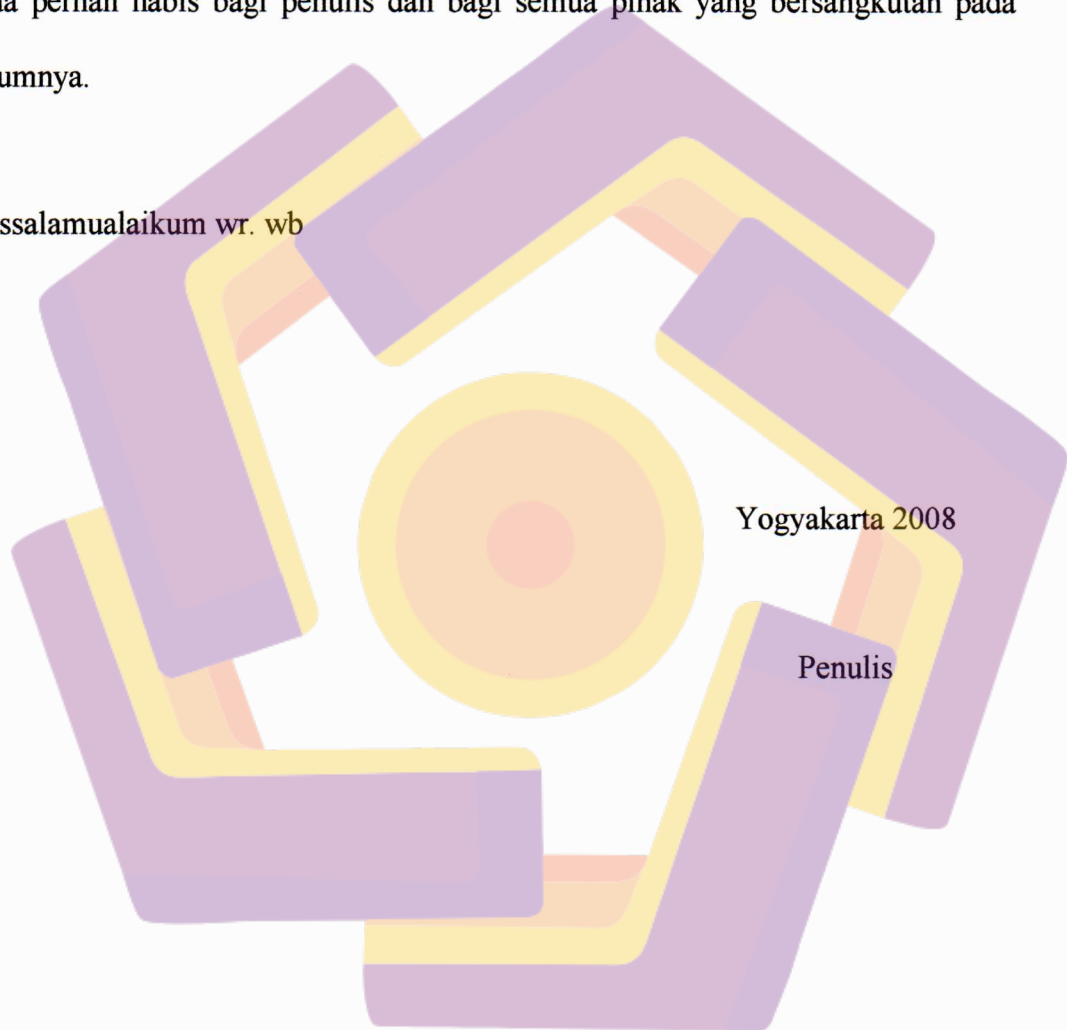 pernah habis bagi penulis dan bagi semua pihak yang bersangkutan pada
umnya.
ssalamualaikum wr. wb
Yogyakarta 2008
Penulis